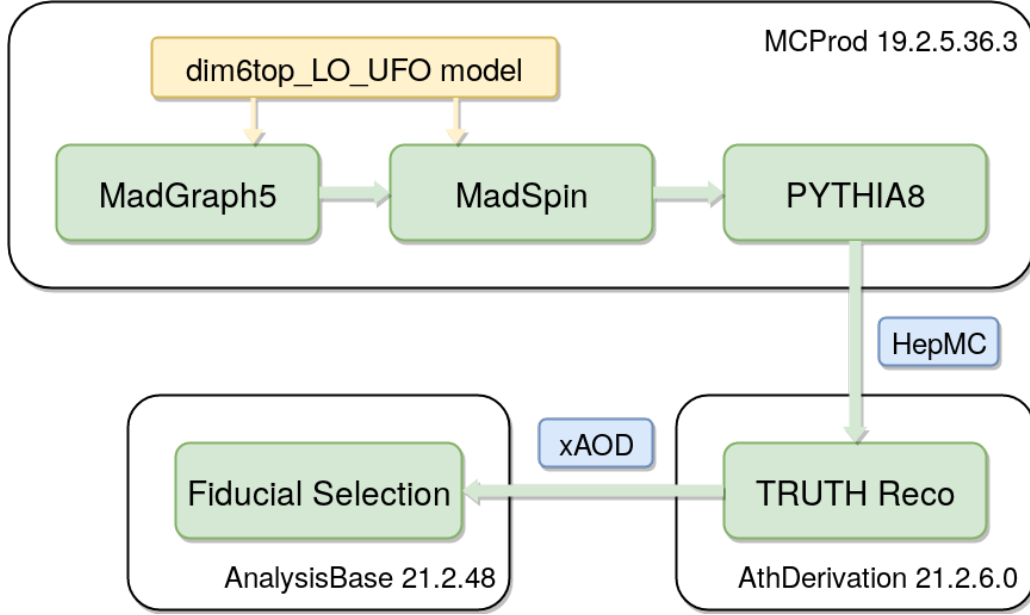 MCProd 19.2.5.36.3
dim6top_LO_UFO model
MadGraph5
MadSpin
PYTHIA8
HepMC
xAOD
Fiducial Selection
TRUTH Reco
AnalysisBase 21.2.48
AthDerivation 21.2.6.0